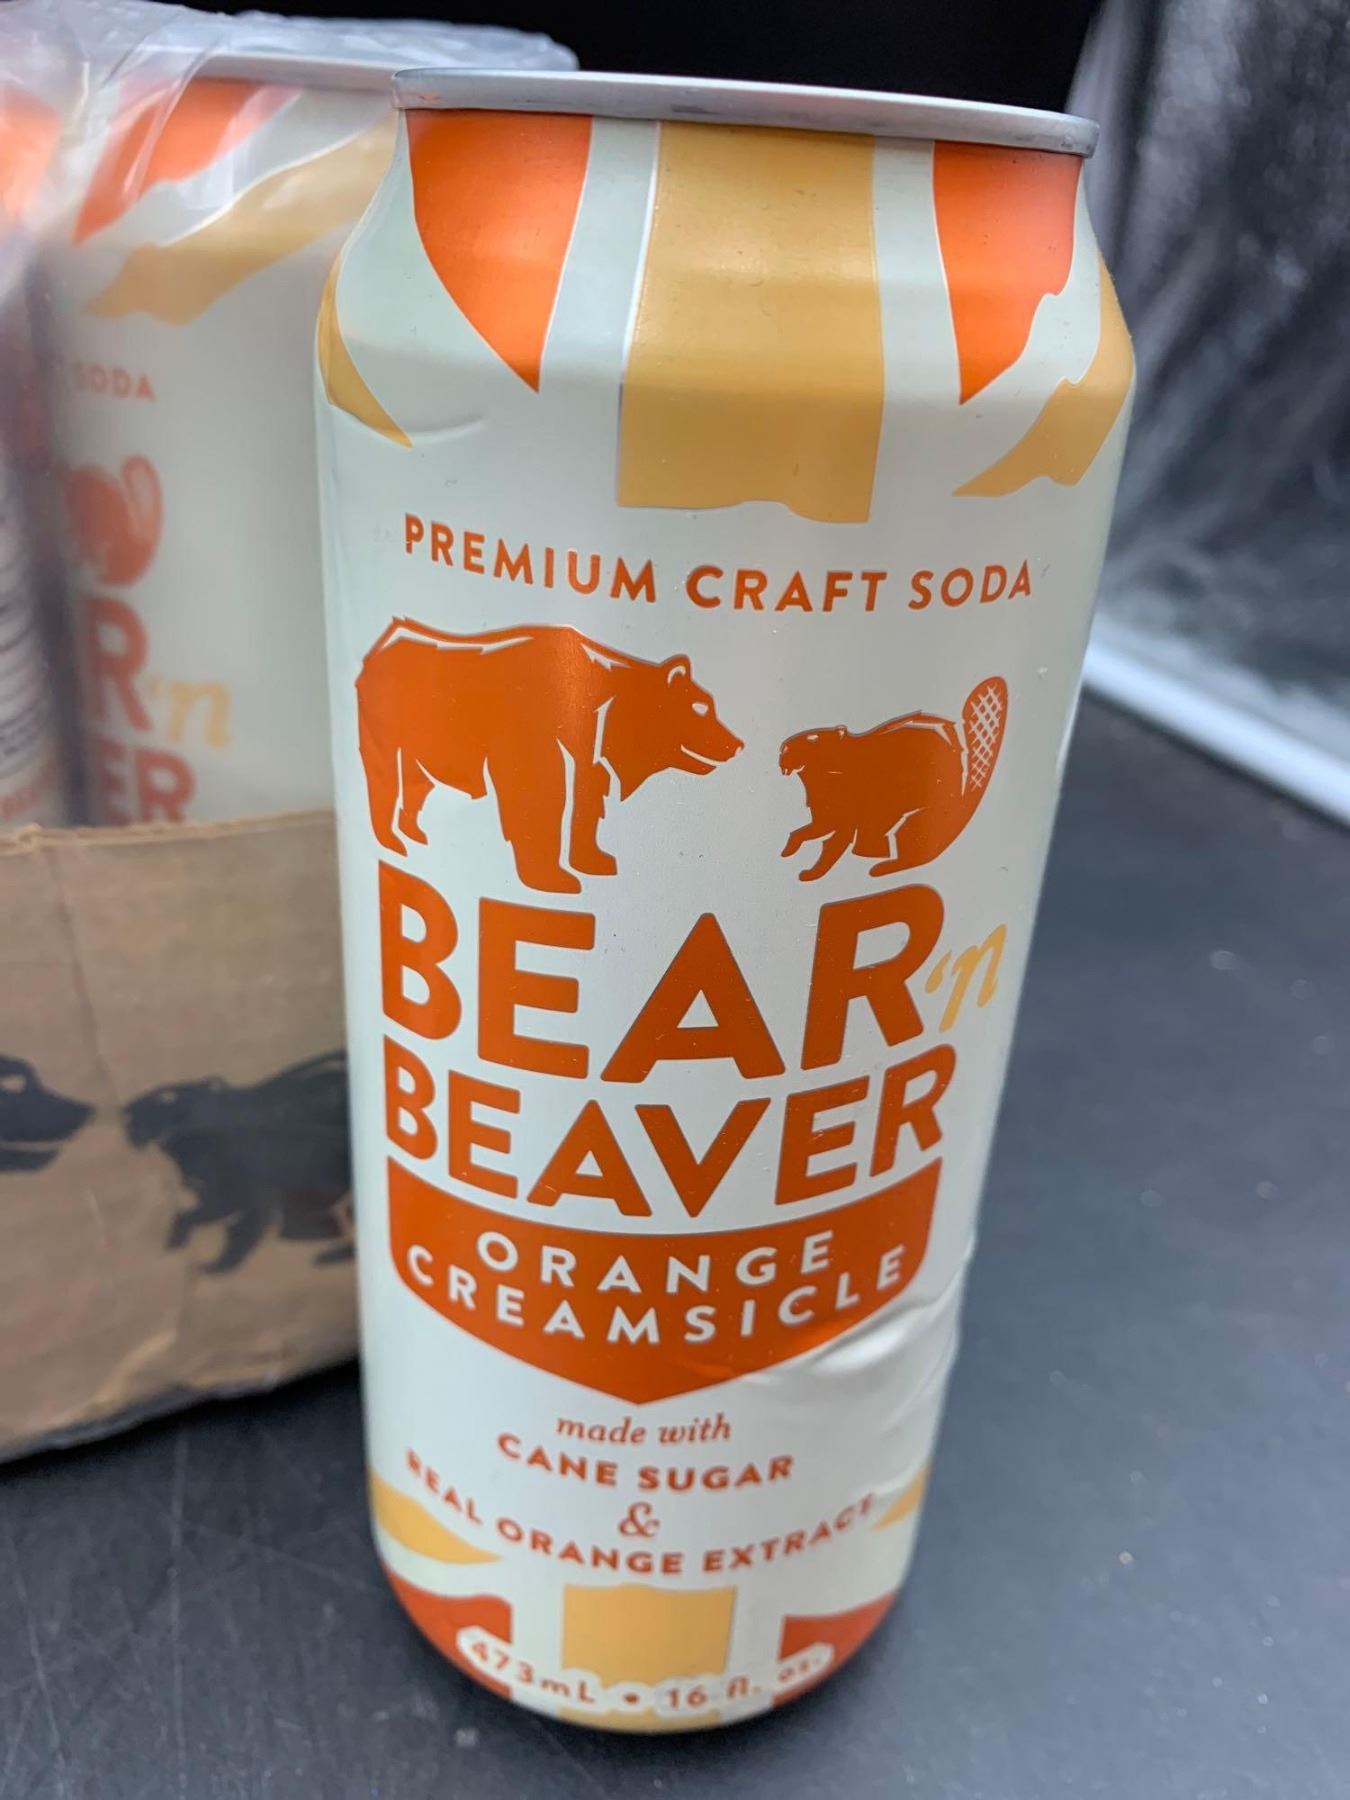 PREMIUM CRAFT SODA
BEAR 'n
BEAVER
ORANGE
CREAMSICLE
made with
CANE SUGAR
&
REAL ORANGE EXTRACT
473mL • 16 fl. oz.
SODA
R 'n
ER